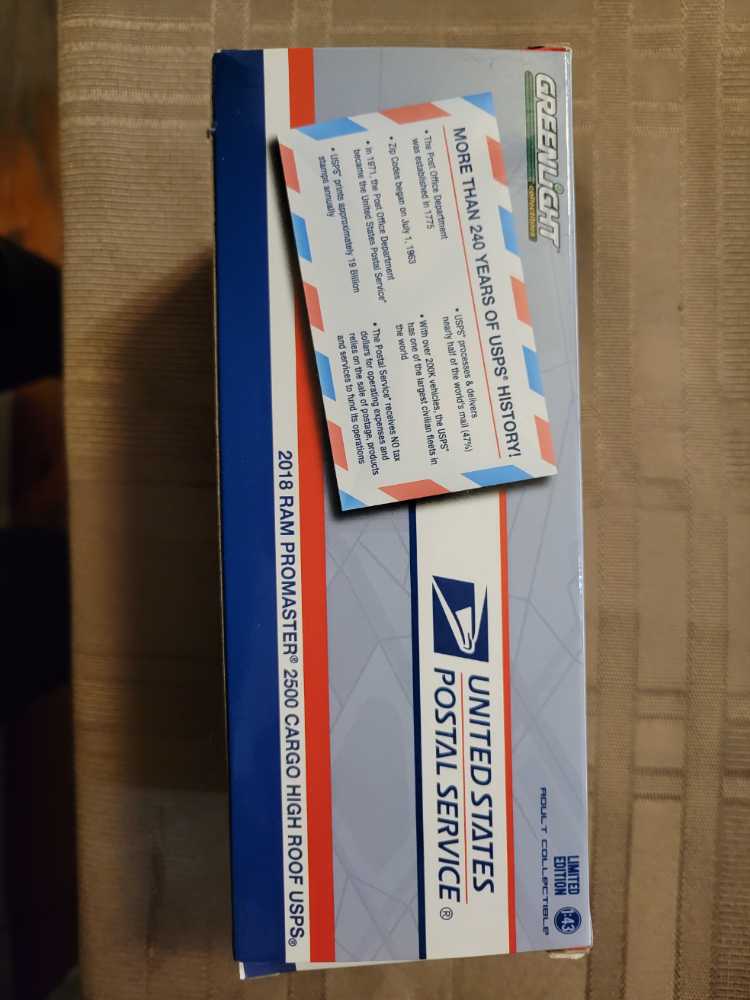 GREENLiGHT
collectibles
MORE THAN 240 YEARS OF USPS® HISTORY!
• The Post Office Department
was established in 1775
• Zip Codes began on July 1, 1963
• In 1971, the Post Office Department
became the United States Postal Service®
• USPS® prints approximately 19 Billion
stamps annually
• USPS® processes & delivers
nearly half of the world's mail (47%)
• With over 200K vehicles, the USPS®
has one of the largest civilian fleets in
the world
• The Postal Service® receives NO tax
dollars for operating expenses and
relies on the sale of postage, products
and services to fund its operations
UNITED STATES
POSTAL SERVICE®
ADULT COLLECTIBLE
LIMITED
EDITION
1:43
2018 RAM PROMASTER® 2500 CARGO HIGH ROOF USPS®